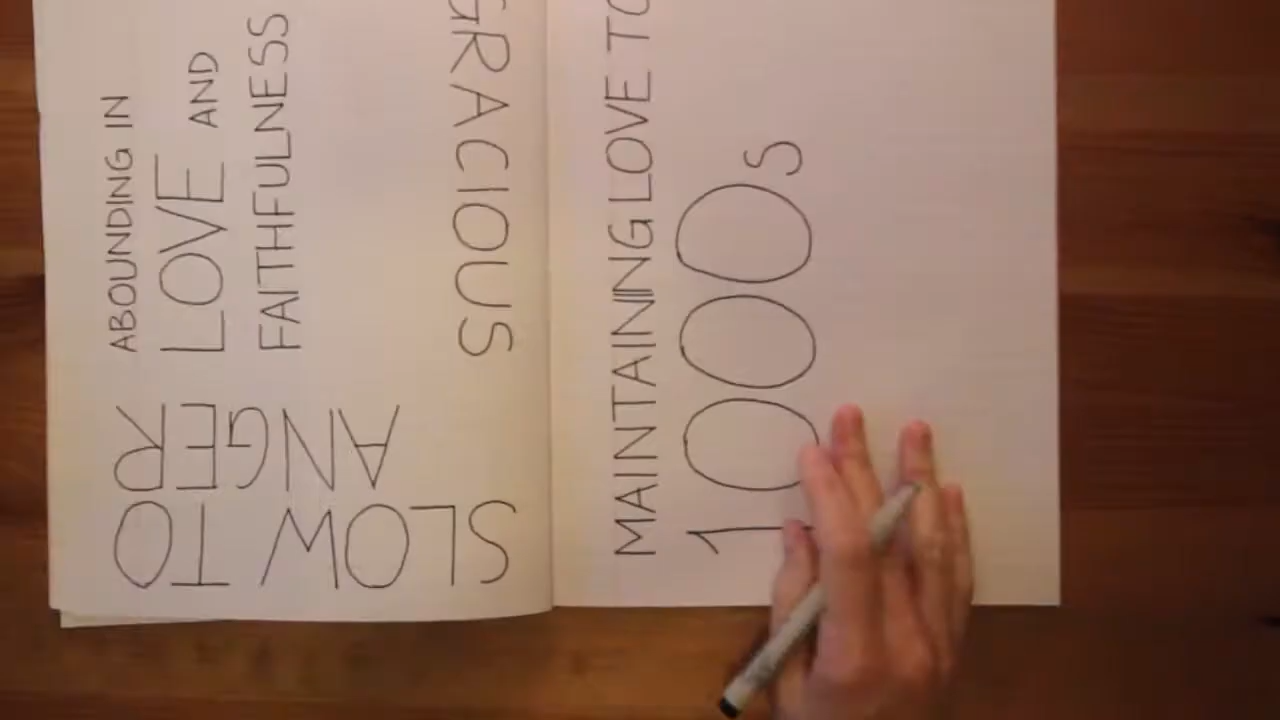 ABOUNDING IN
LOVE AND
FAITHFULNESS
GRACIOUS
SLOW TO
ANGER
MAINTAINING LOVE TO
1000s